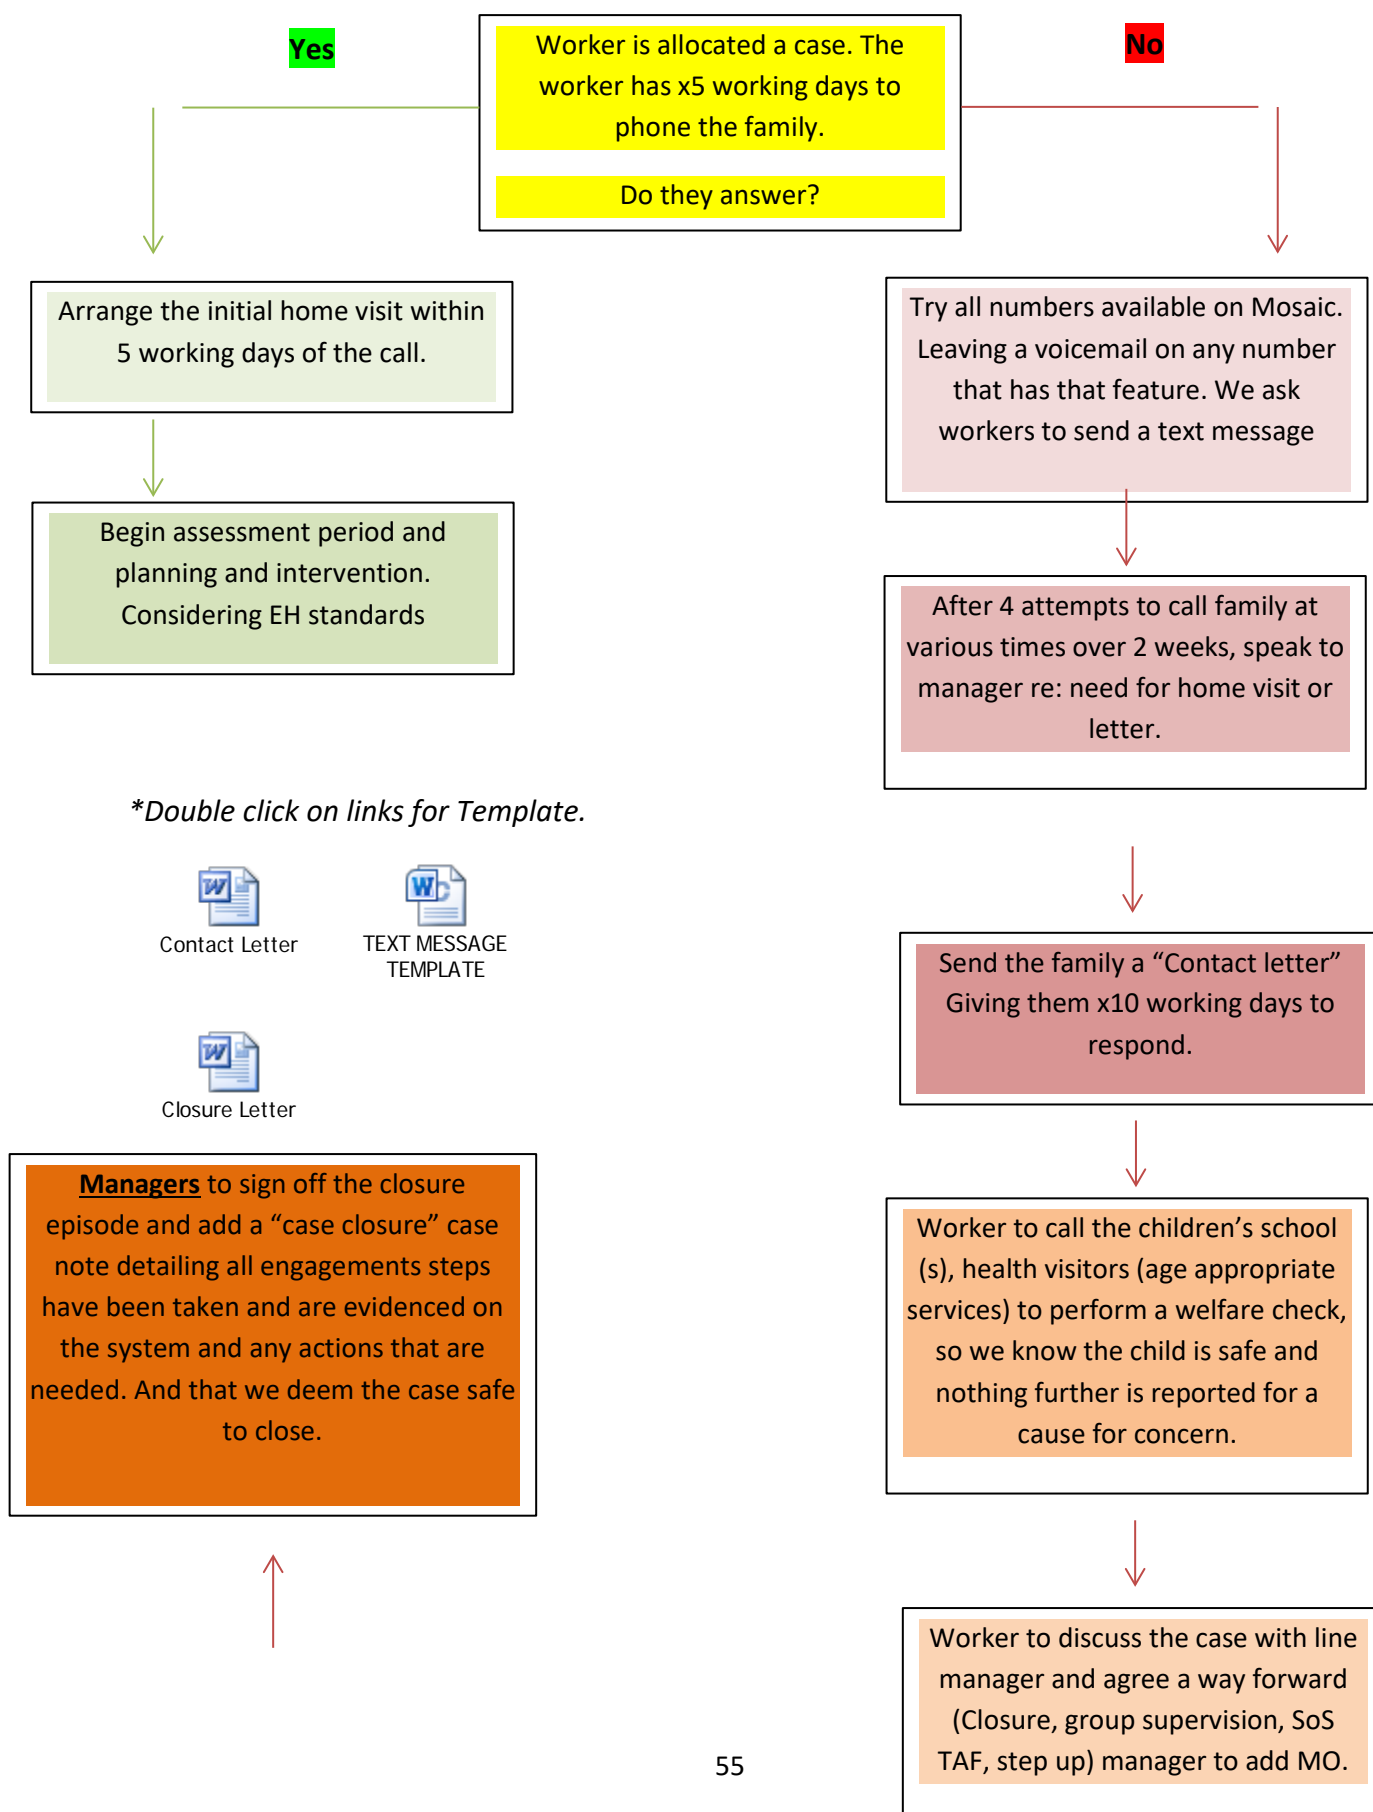 Yes
Worker is allocated a case. The
worker has x5 working days to
phone the family.
Do they answer?
No
Arrange the initial home visit within
5 working days of the call.
Begin assessment period and
planning and intervention.
Considering EH standards
Try all numbers available on Mosaic.
Leaving a voicemail on any number
that has that feature. We ask
workers to send a text message
After 4 attempts to call family at
various times over 2 weeks, speak to
manager re: need for home visit or
letter.
*Double click on links for Template.
Contact Letter
TEXT MESSAGE
TEMPLATE
Closure Letter
Send the family a “Contact letter”
Giving them x10 working days to
respond.
Managers to sign off the closure
episode and add a “case closure” case
note detailing all engagements steps
have been taken and are evidenced on
the system and any actions that are
needed. And that we deem the case safe
to close.
Worker to call the children’s school
(s), health visitors (age appropriate
services) to perform a welfare check,
so we know the child is safe and
nothing further is reported for a
cause for concern.
Worker to discuss the case with line
manager and agree a way forward
(Closure, group supervision, SoS
TAF, step up) manager to add MO.
55